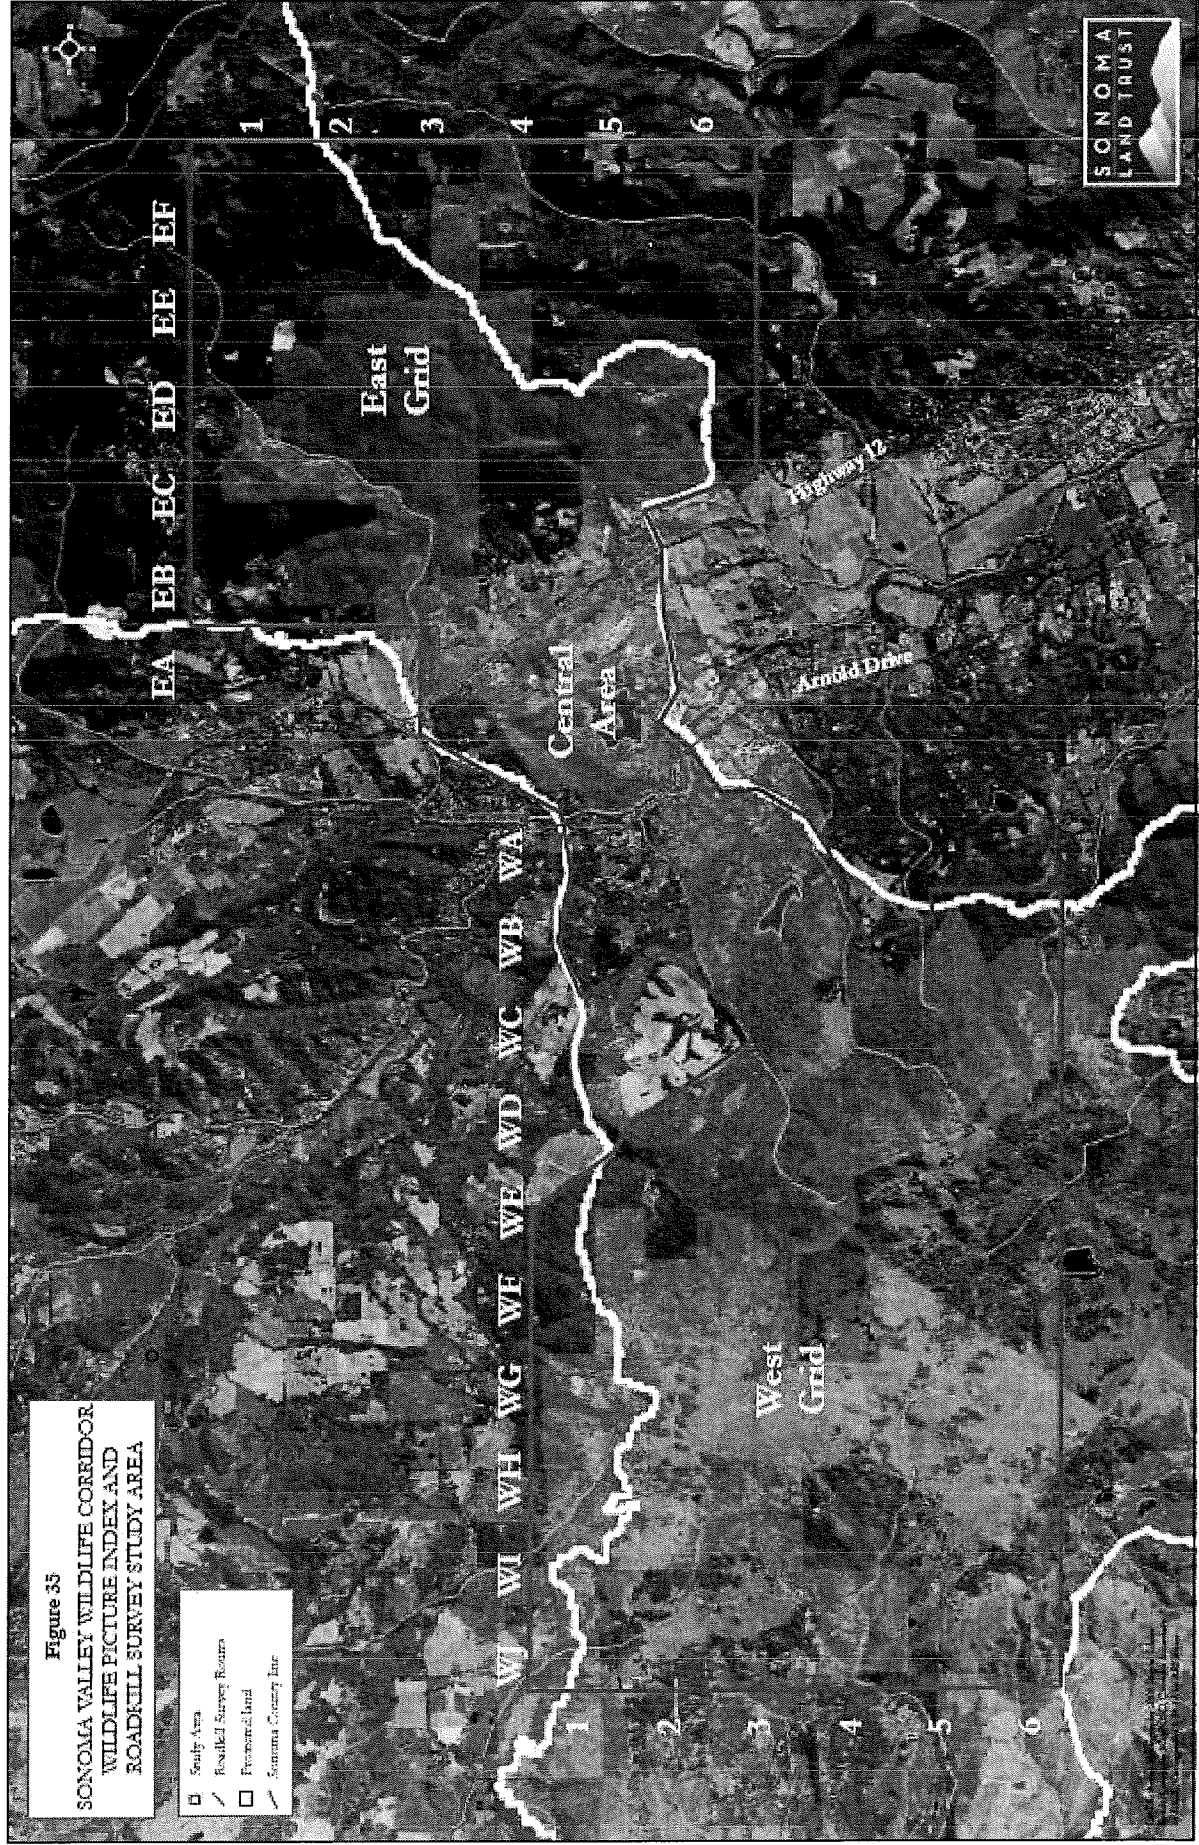 Figure 35
SONOMA VALLEY WILDLIFE CORRIDOR
WILDLIFE PICTURE INDEX AND
ROADKILL SURVEY STUDY AREA
Study Area
Roadkill Survey Routes
Protected land
Sonoma County line
EA EB EC ED EE EF
1
2
3
4
5
6
East
Grid
Central
Area
WJ WI WH WG WF WE WD WC WB WA
1
2
3
4
5
6
West
Grid
Highway 12
Arnold Drive
SONOMA
LAND TRUST